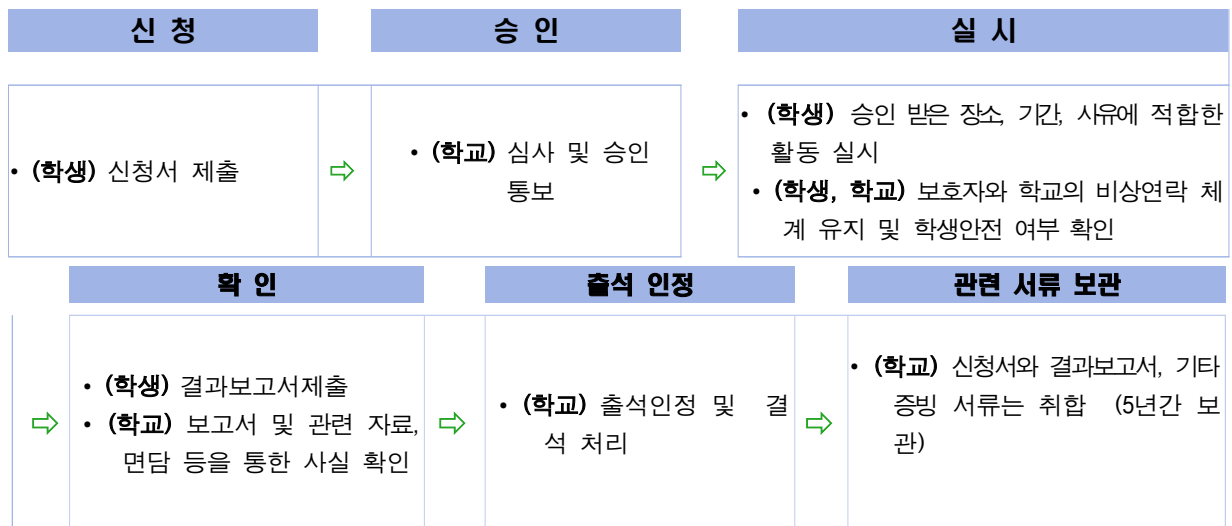 신 청
승 인
실 시
• (학생) 신청서 제출
⇨
• (학교) 심사 및 승인
통보
⇨
• (학생) 승인 받은 장소, 기간, 사유에 적합한
활동 실시
• (학생, 학교) 보호자와 학교의 비상연락 체
계 유지 및 학생안전 여부 확인
확 인
출석 인정
관련 서류 보관
⇨
• (학생) 결과보고서제출
• (학교) 보고서 및 관련 자료,
면담 등을 통한 사실 확인
⇨
• (학교) 출석인정 및 결
석 처리
⇨
• (학교) 신청서와 결과보고서, 기타
증빙 서류는 취합 (5년간 보
관)